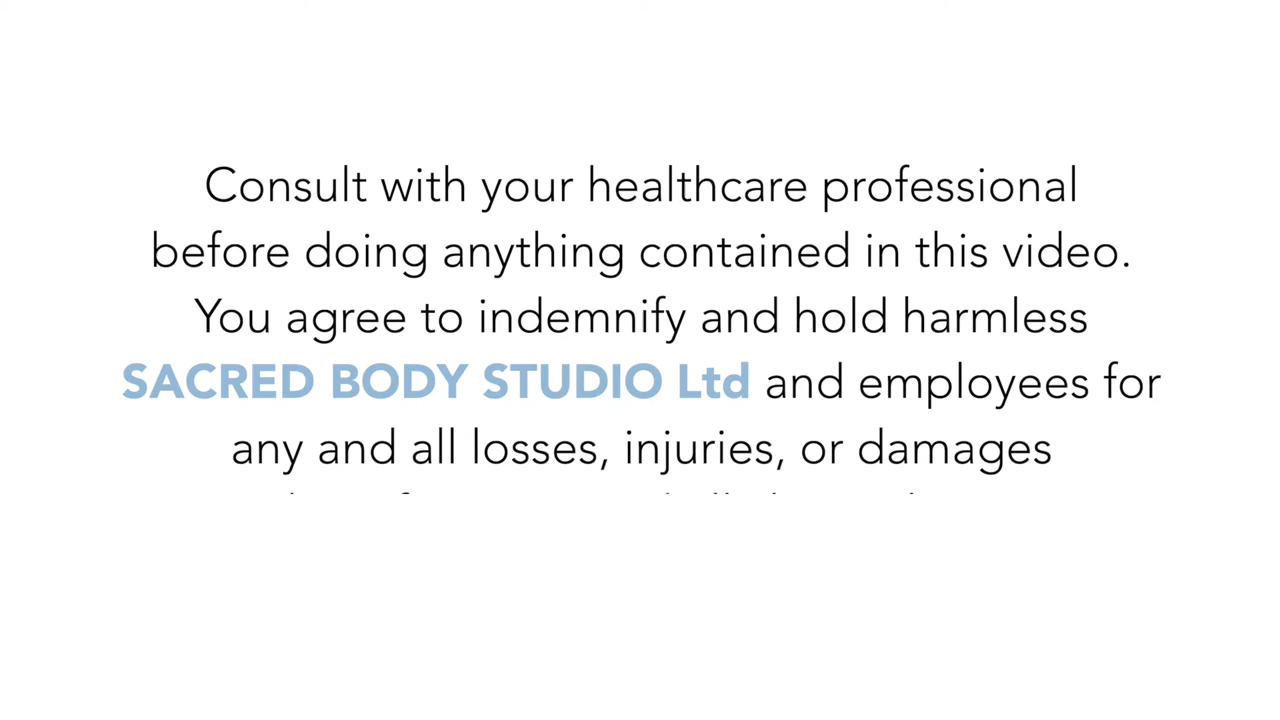 Consult with your healthcare professional
before doing anything contained in this video.
You agree to indemnify and hold harmless
SACRED BODY STUDIO Ltd and employees for
any and all losses, injuries, or damages